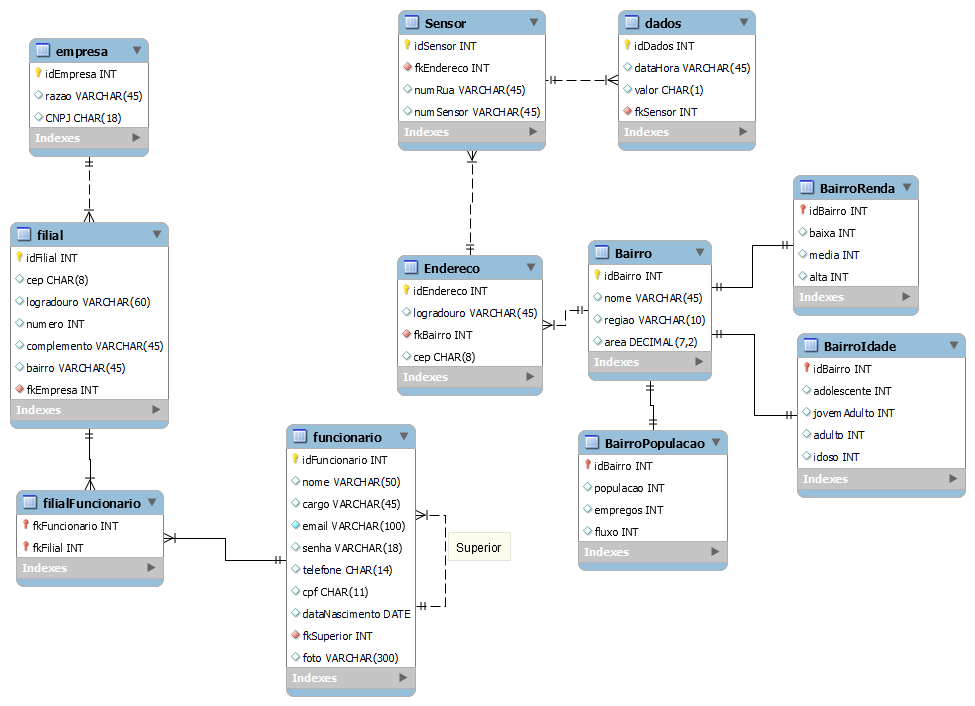 empresa
idEmpresa INT
razao VARCHAR(45)
CNPJ CHAR(18)
Indexes
filial
idFilial INT
cep CHAR(8)
logradouro VARCHAR(60)
numero INT
complemento VARCHAR(45)
bairro VARCHAR(45)
fkEmpresa INT
Indexes
filialFuncionario
fkFuncionario INT
fkFilial INT
Indexes
funcionario
idFuncionario INT
nome VARCHAR(50)
cargo VARCHAR(45)
email VARCHAR(100)
senha VARCHAR(18)
telefone CHAR(14)
cpf CHAR(11)
dataNascimento DATE
fkSuperior INT
foto VARCHAR(300)
Indexes
Superior
Sensor
idSensor INT
fkEndereco INT
numRua VARCHAR(45)
numSensor VARCHAR(45)
Indexes
dados
idDados INT
dataHora VARCHAR(45)
valor CHAR(1)
fkSensor INT
Indexes
Endereco
idEndereco INT
logradouro VARCHAR(45)
fkBairro INT
cep CHAR(8)
Indexes
Bairro
idBairro INT
nome VARCHAR(45)
regiao VARCHAR(10)
area DECIMAL(7,2)
Indexes
BairroRenda
idBairro INT
baixa INT
media INT
alta INT
Indexes
BairroIdade
idBairro INT
adolescente INT
jovemAdulto INT
adulto INT
idoso INT
Indexes
BairroPopulacao
idBairro INT
populacao INT
empregos INT
fluxo INT
Indexes